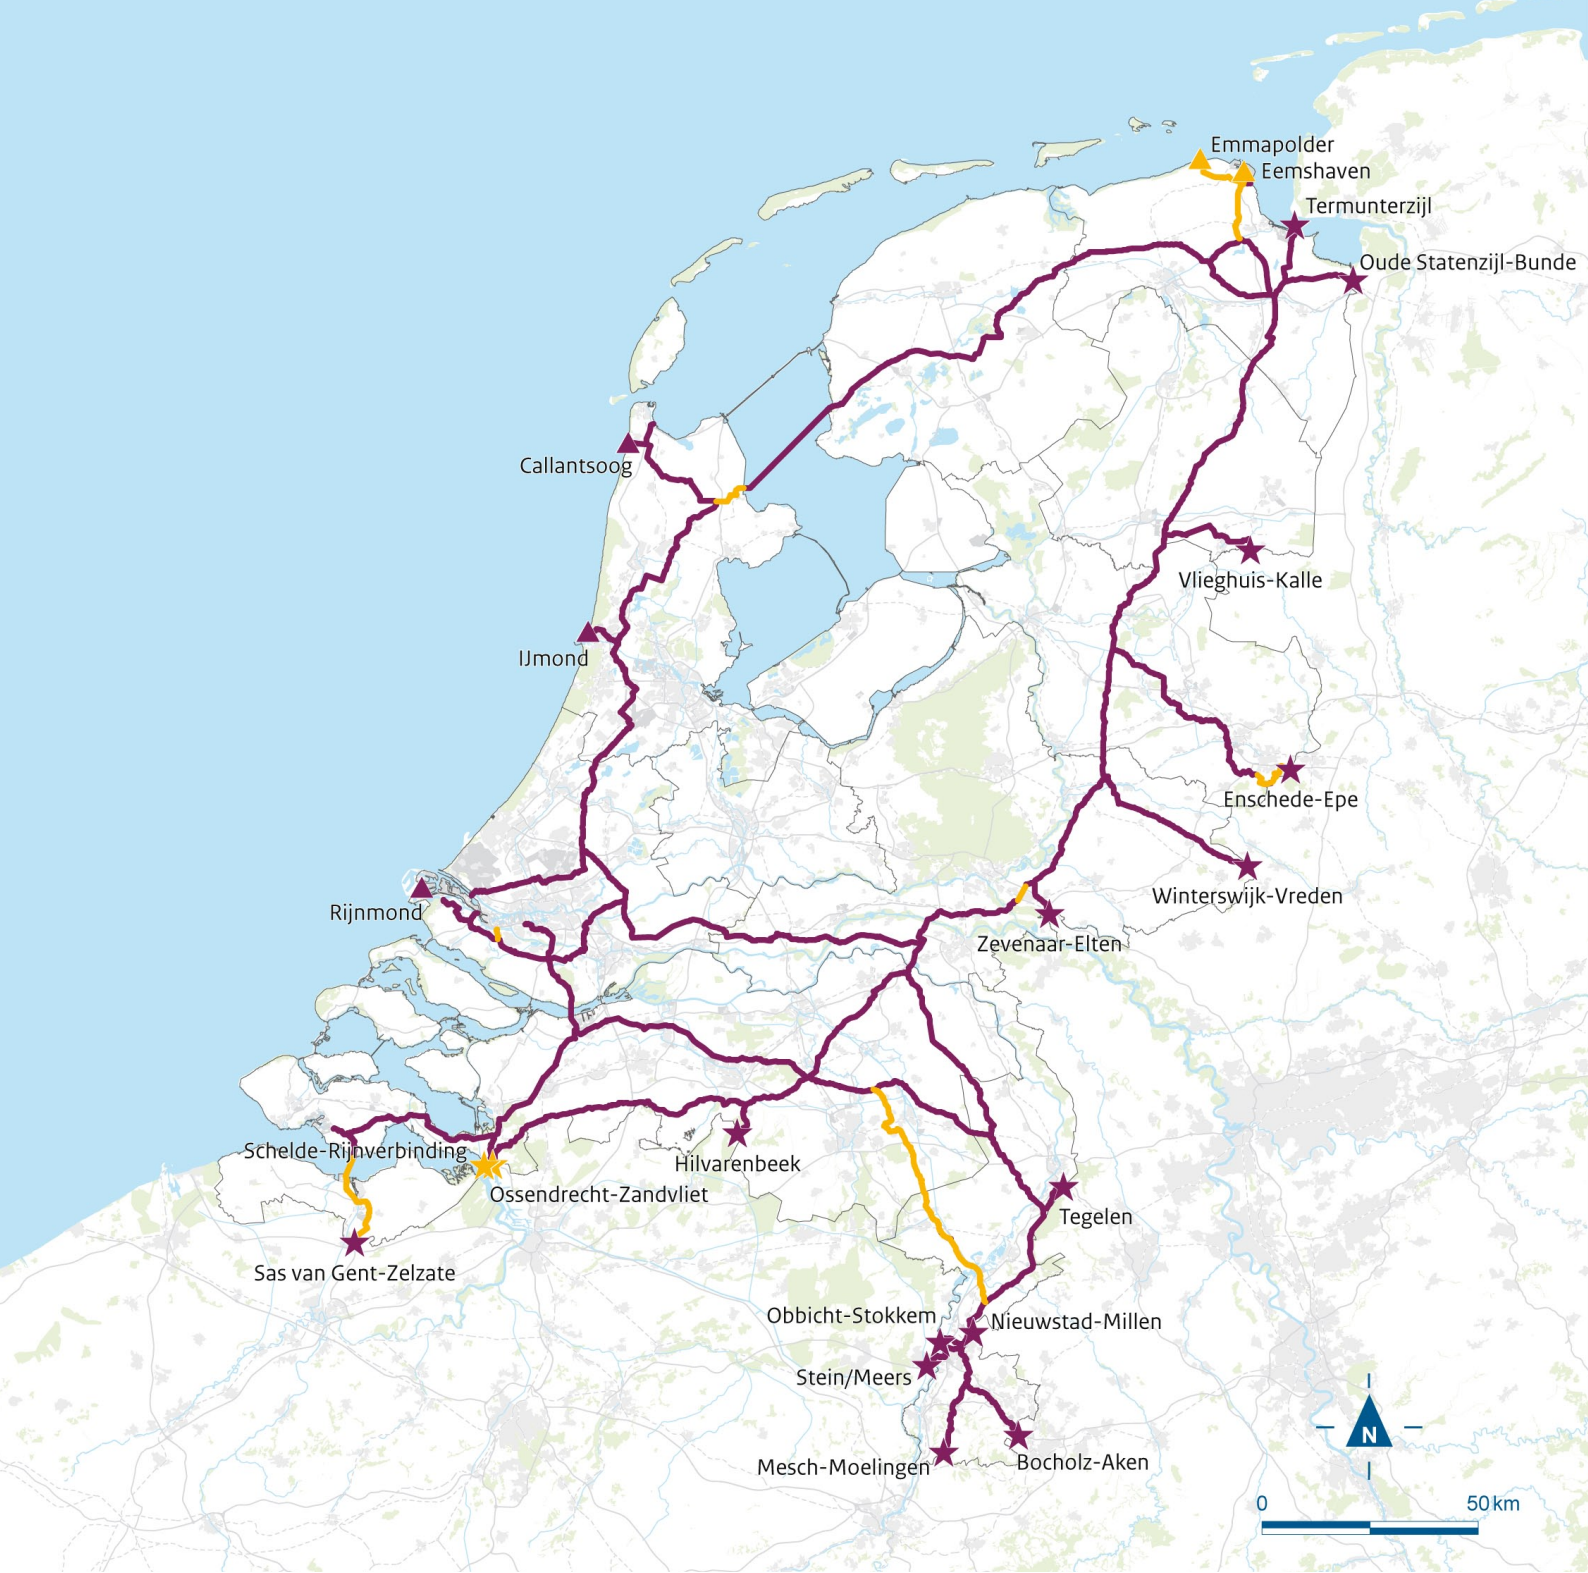 Emmapolder
Eemshaven
Termunterzijl
Oude Statenzijl-Bunde
Callantsoog
Vlieghuis-Kalle
IJmond
Enschede-Epe
Winterswijk-Vreden
Rijnmond
Zevenaar-Elten
Schelde-Rijnverbinding
Hilvarenbeek
Ossendrecht-Zandvliet
Tegelen
Sas van Gent-Zelzate
Obbicht-Stokkem
Nieuwstad-Millen
Stein/Meers
N
Mesch-Moelingen
Bocholz-Aken
0 50 km